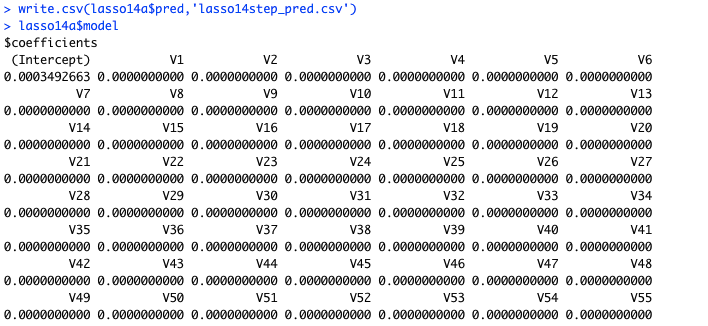 > write.csv(lasso14a$pred,'lasso14step_pred.csv')
> lasso14a$model
$coefficients
(Intercept) V1 V2 V3 V4 V5 V6
0.0003492663 0.0000000000 0.0000000000 0.0000000000 0.0000000000 0.0000000000 0.0000000000
V7 V8 V9 V10 V11 V12 V13
0.0000000000 0.0000000000 0.0000000000 0.0000000000 0.0000000000 0.0000000000 0.0000000000
V14 V15 V16 V17 V18 V19 V20
0.0000000000 0.0000000000 0.0000000000 0.0000000000 0.0000000000 0.0000000000 0.0000000000
V21 V22 V23 V24 V25 V26 V27
0.0000000000 0.0000000000 0.0000000000 0.0000000000 0.0000000000 0.0000000000 0.0000000000
V28 V29 V30 V31 V32 V33 V34
0.0000000000 0.0000000000 0.0000000000 0.0000000000 0.0000000000 0.0000000000 0.0000000000
V35 V36 V37 V38 V39 V40 V41
0.0000000000 0.0000000000 0.0000000000 0.0000000000 0.0000000000 0.0000000000 0.0000000000
V42 V43 V44 V45 V46 V47 V48
0.0000000000 0.0000000000 0.0000000000 0.0000000000 0.0000000000 0.0000000000 0.0000000000
V49 V50 V51 V52 V53 V54 V55
0.0000000000 0.0000000000 0.0000000000 0.0000000000 0.0000000000 0.0000000000 0.0000000000